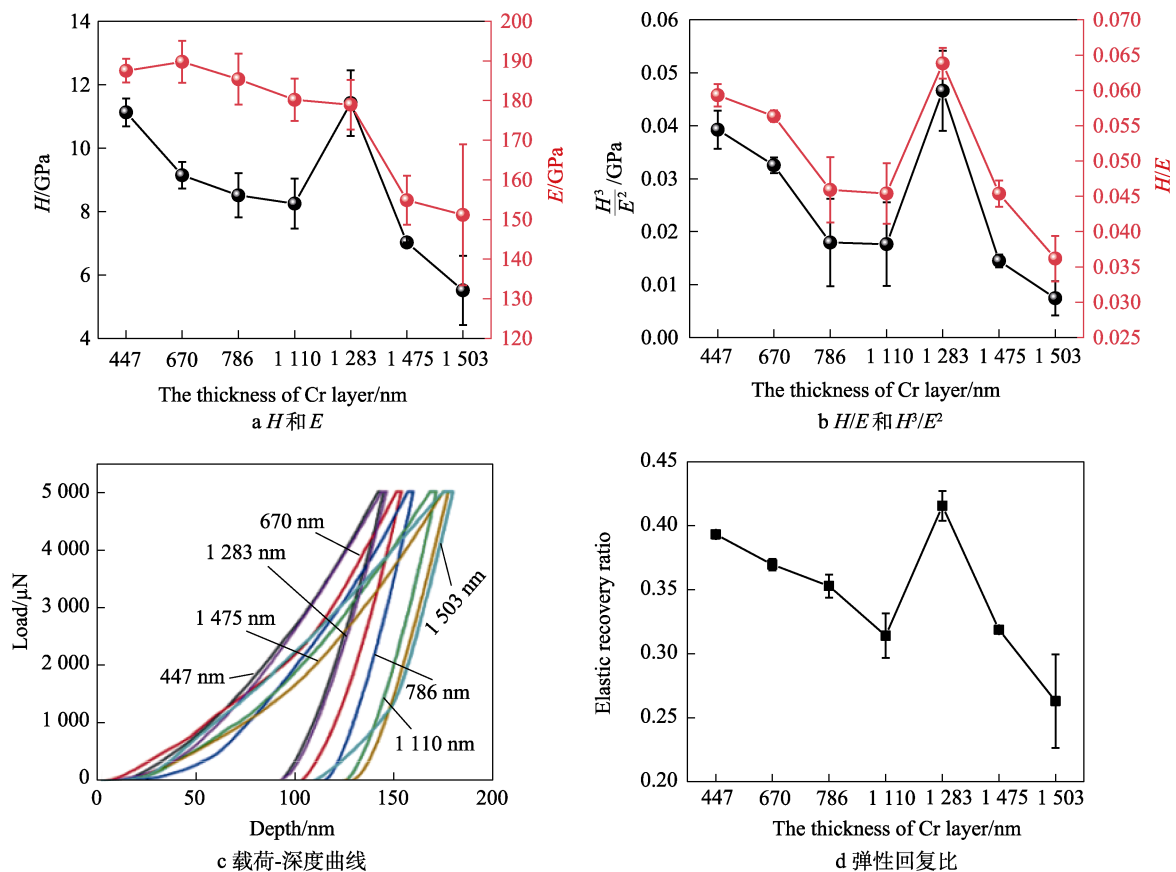 14
12
10
8
6
4
H/GPa
200
190
180
170
160
150
140
130
120
E/GPa
447 670 786 1 110 1 283 1 475 1 503
The thickness of Cr layer/nm
a H 和 E
0.06
0.05
0.04
0.03
0.02
0.01
0.00
H³/E² /GPa
0.070
0.065
0.060
0.055
0.050
0.045
0.040
0.035
0.030
0.025
H/E
447 670 786 1 110 1 283 1 475 1 503
The thickness of Cr layer/nm
b H/E 和 H³/E²
5 000
4 000
3 000
2 000
1 000
0
Load/μN
670 nm
1 283 nm
1 475 nm
447 nm
1 503 nm
786 nm
1 110 nm
0 50 100 150 200
Depth/nm
c 载荷-深度曲线
0.45
0.40
0.35
0.30
0.25
0.20
Elastic recovery ratio
447 670 786 1 110 1 283 1 475 1 503
The thickness of Cr layer/nm
d 弹性回复比